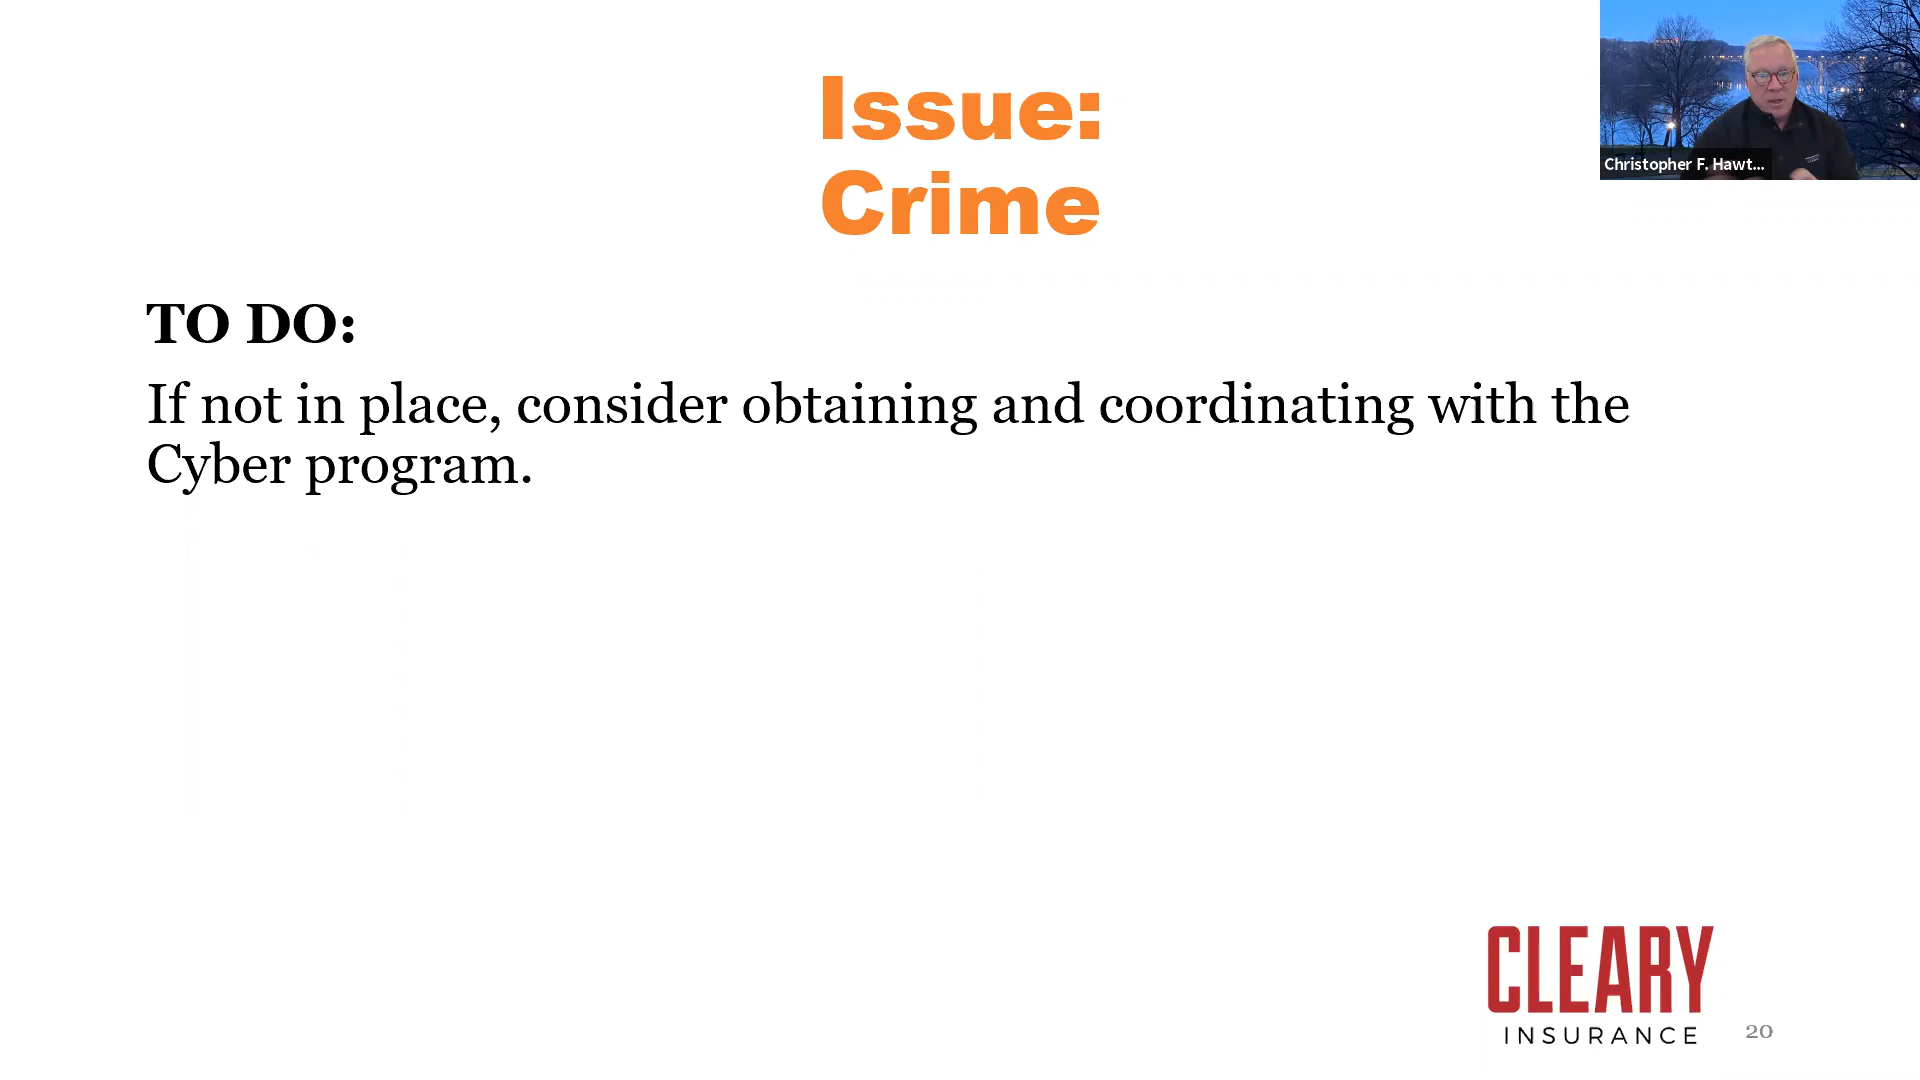 Issue:
Crime
Christopher F. Hawt...
TO DO:
If not in place, consider obtaining and coordinating with the
Cyber program.
CLEARY
INSURANCE
20